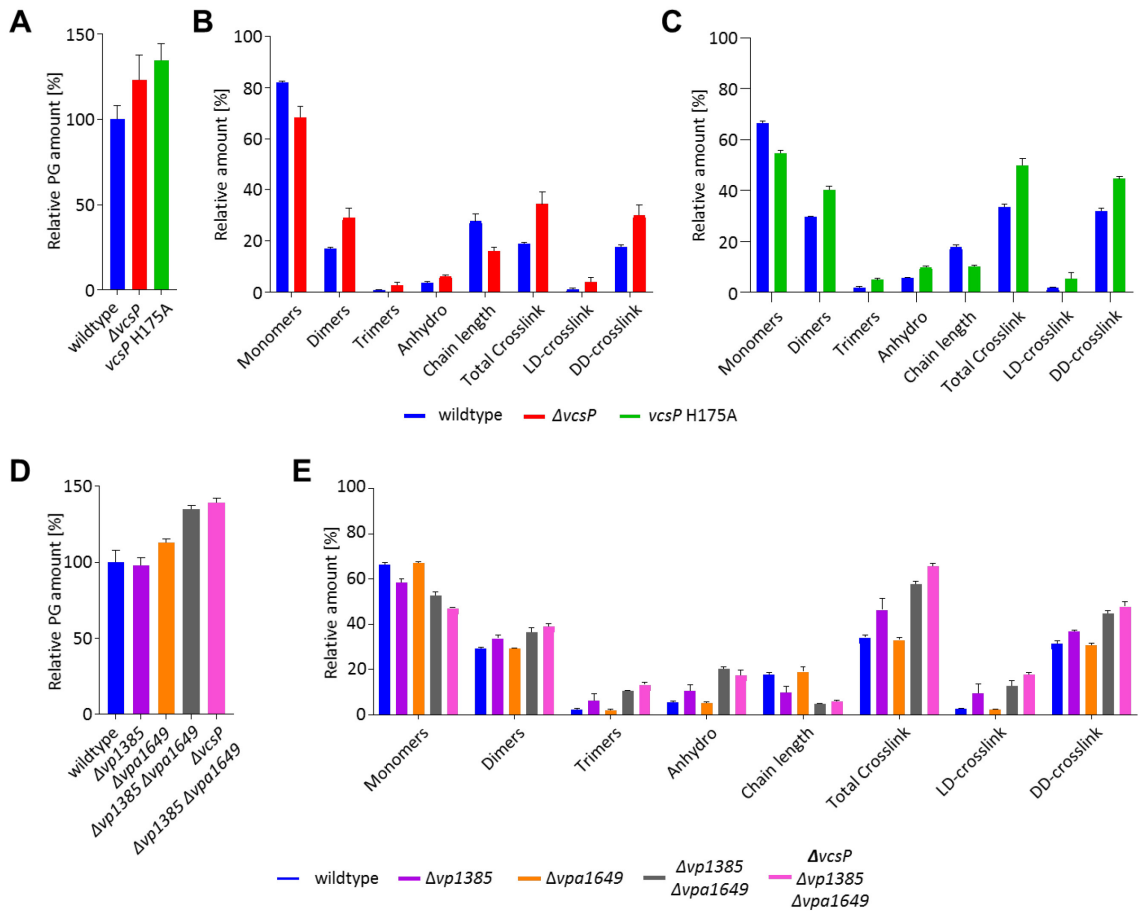 A
Relative PG amount [%]
150
100
50
0
wildtype
ΔvcsP
vcsP H175A
B
Relative amount [%]
100
80
60
40
20
0
Monomers
Dimers
Trimers
Anhydro
Chain length
Total Crosslink
LD-crosslink
DD-crosslink
C
Relative amount [%]
100
80
60
40
20
0
Monomers
Dimers
Trimers
Anhydro
Chain length
Total Crosslink
LD-crosslink
DD-crosslink
wildtype
ΔvcsP
vcsP H175A
D
Relative PG amount [%]
150
100
50
0
wildtype
Δvp1385
Δvpa1649
Δvp1385 Δvpa1649
ΔvcsP
Δvp1385 Δvpa1649
E
Relative amount [%]
100
80
60
40
20
0
Monomers
Dimers
Trimers
Anhydro
Chain length
Total Crosslink
LD-crosslink
DD-crosslink
wildtype
Δvp1385
Δvpa1649
Δvp1385
Δvpa1649
ΔvcsP
Δvp1385
Δvpa1649